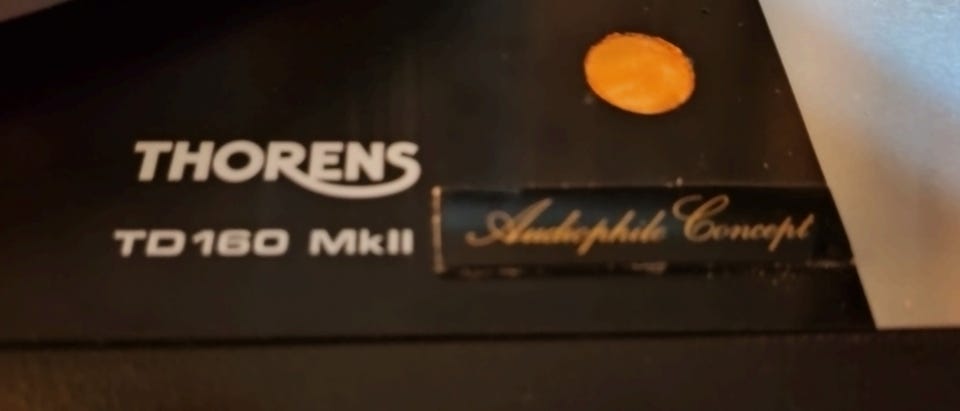 THORENS
TD160 MkII
Audiophile Concept